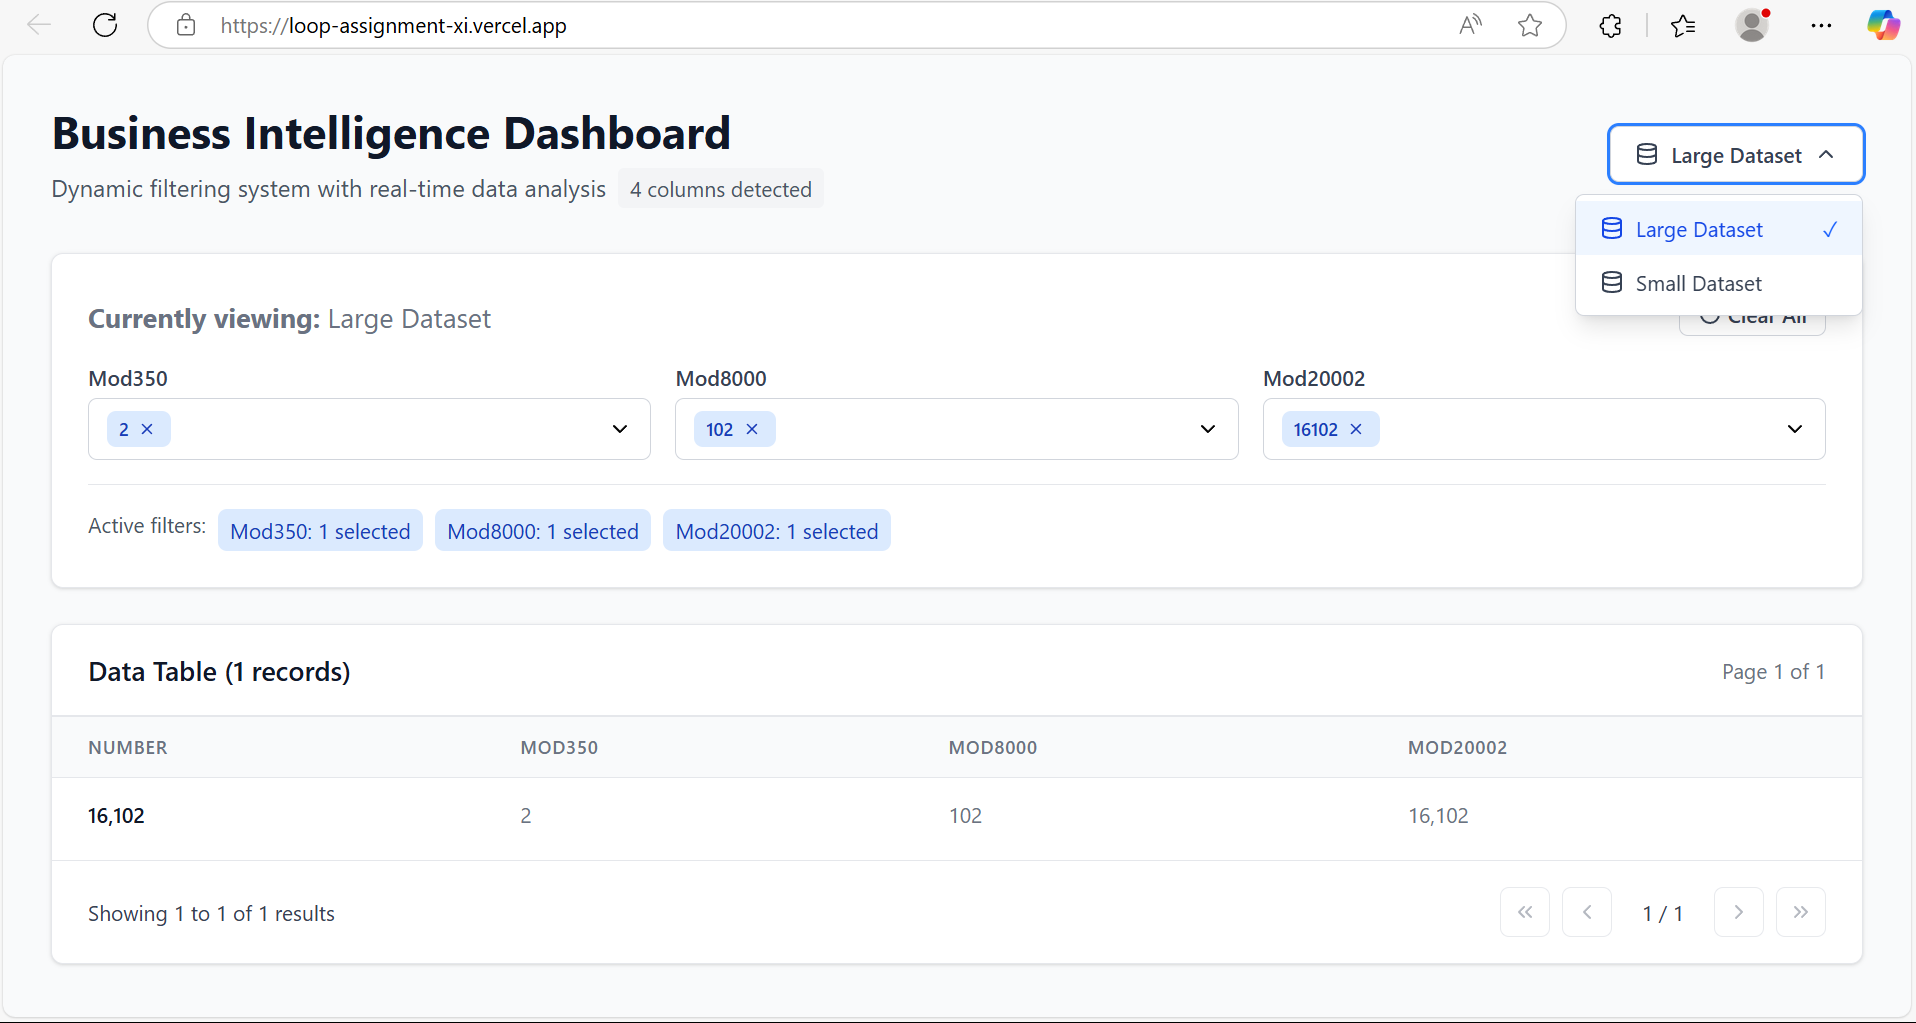 https://loop-assignment-xi.vercel.app
Business Intelligence Dashboard
Dynamic filtering system with real-time data analysis 4 columns detected
Large Dataset
Large Dataset ✓
Small Dataset
Clear All
Currently viewing: Large Dataset
Mod350 Mod8000 Mod20002
2 × 102 × 16102 ×
Active filters: Mod350: 1 selected Mod8000: 1 selected Mod20002: 1 selected
Data Table (1 records) Page 1 of 1
NUMBER MOD350 MOD8000 MOD20002
16,102 2 102 16,102
Showing 1 to 1 of 1 results « ‹ 1 / 1 › »